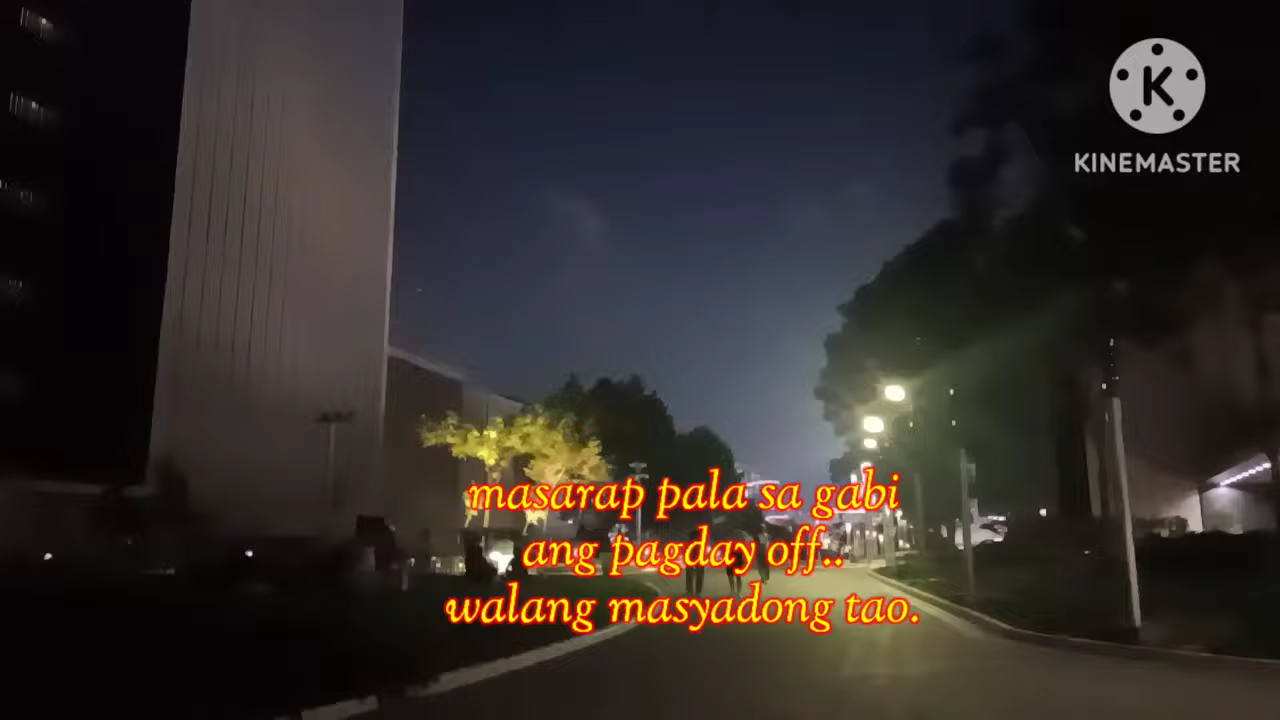 K
KINEMASTER
masarap pala sa gabi
ang pagday off..
walang masyadong tao.